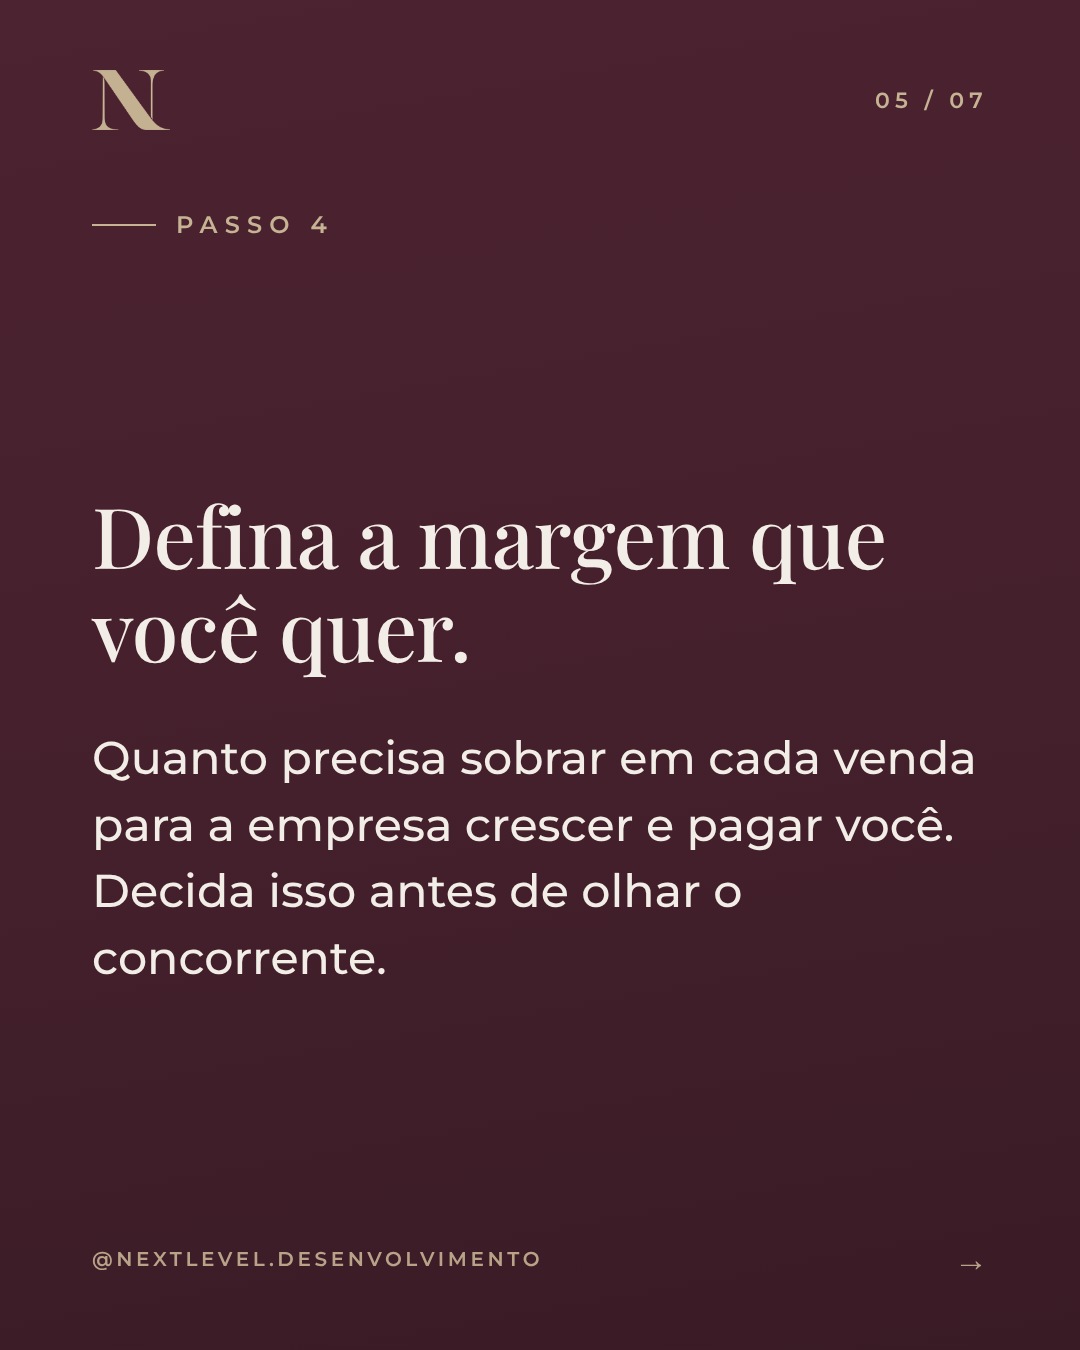 N
05 / 07
PASSO 4
Defina a margem que
você quer.
Quanto precisa sobrar em cada venda
para a empresa crescer e pagar você.
Decida isso antes de olhar o
concorrente.
@NEXTLEVEL.DESENVOLVIMENTO →